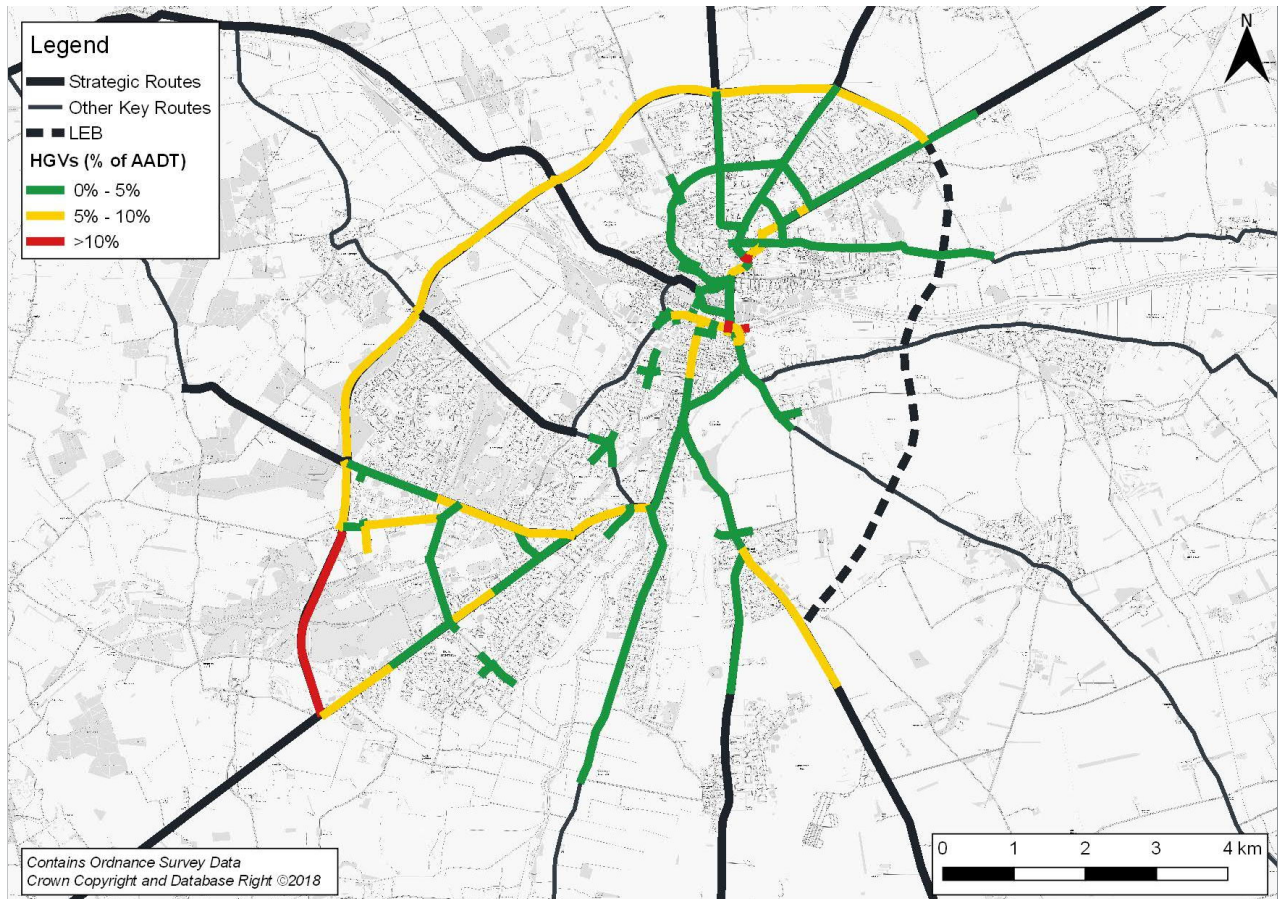 Legend
Strategic Routes
Other Key Routes
LEB
HGVs (% of AADT)
0% - 5%
5% - 10%
>10%
N
Contains Ordnance Survey Data
Crown Copyright and Database Right ©2018
0 1 2 3 4 km